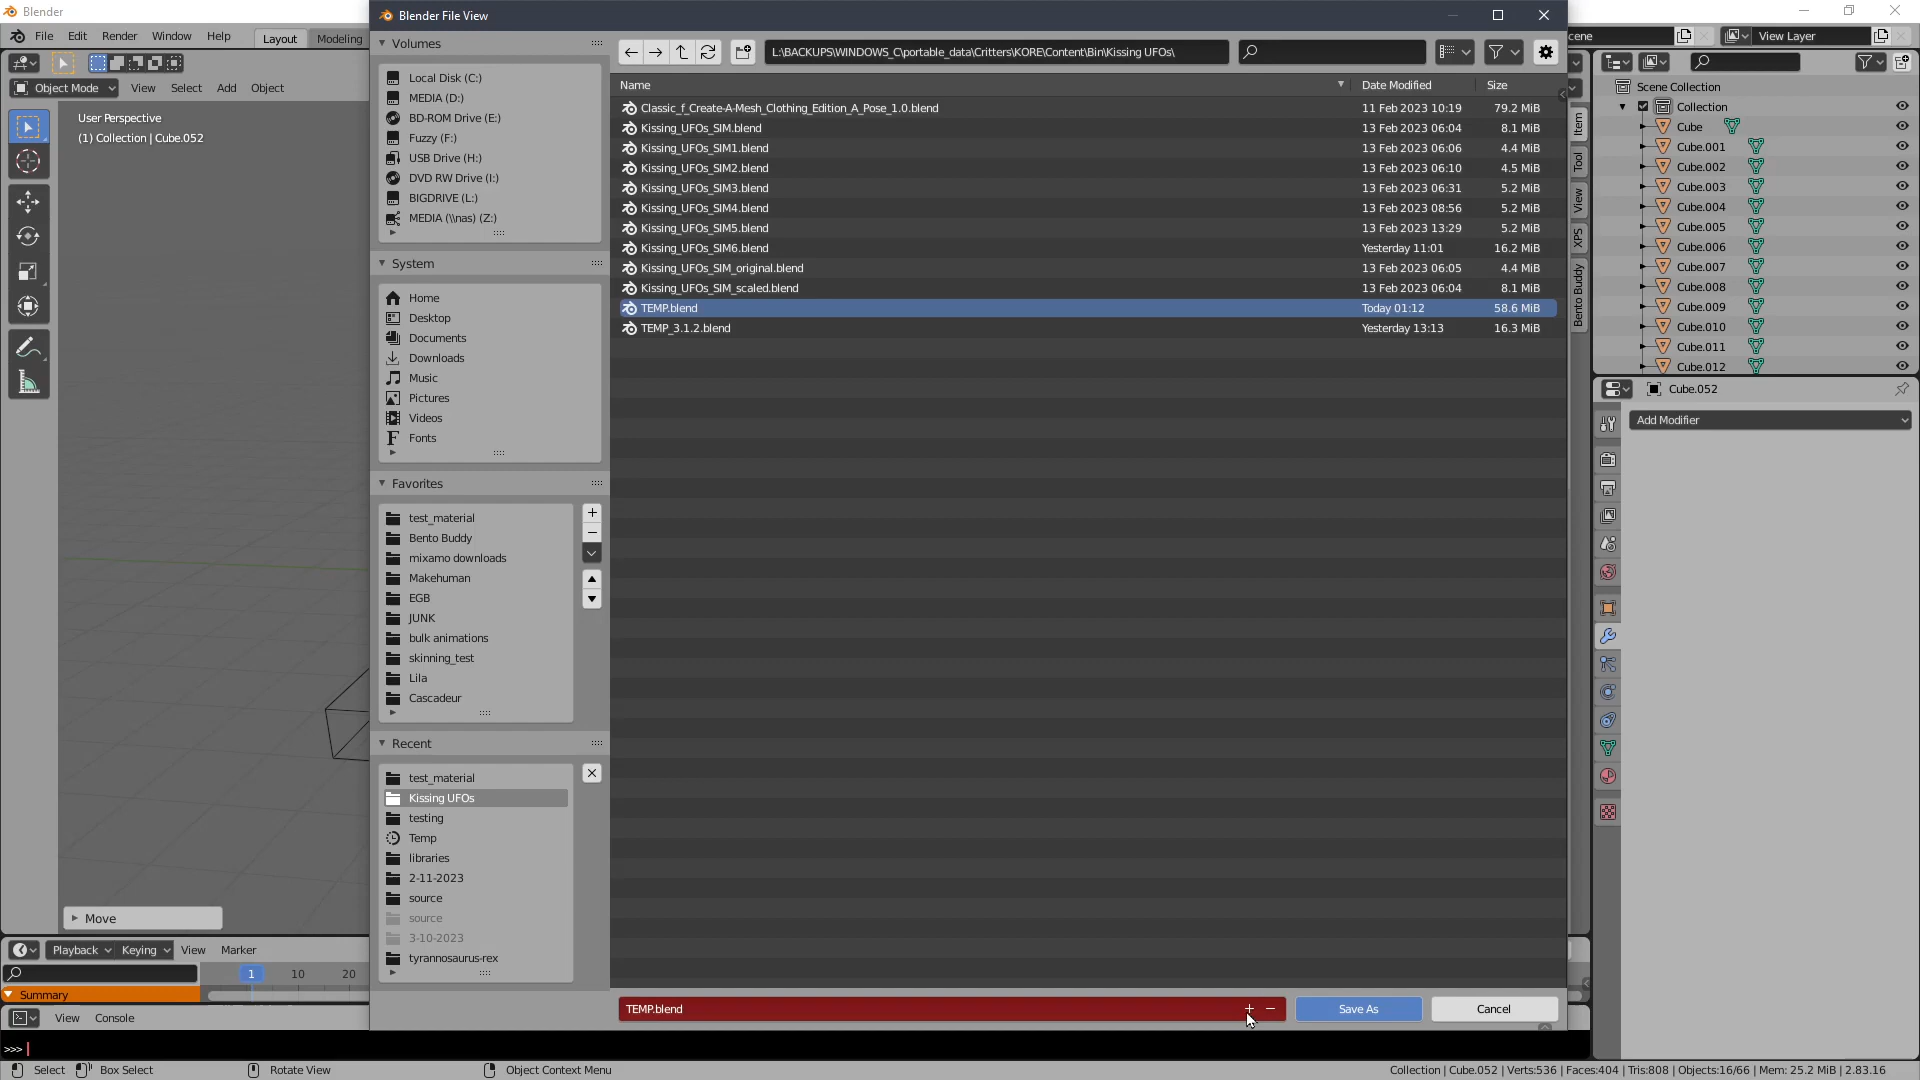 Blender
File Edit Render Window Help Layout Modeling
Object Mode View Select Add Object
User Perspective
(1) Collection | Cube.052
Move
Playback Keying View Marker
1 10 20
Summary
View Console
>>>
Select Box Select Rotate View Object Context Menu
Blender File View
Volumes
Local Disk (C:)
MEDIA (D:)
BD-ROM Drive (E:)
Fuzzy (F:)
USB Drive (H:)
DVD RW Drive (I:)
BIGDRIVE (L:)
MEDIA (\\nas) (Z:)
System
Home
Desktop
Documents
Downloads
Music
Pictures
Videos
Fonts
Favorites
test_material
Bento Buddy
mixamo downloads
Makehuman
EGB
JUNK
bulk animations
skinning_test
Lila
Cascadeur
Recent
test_material
Kissing UFOs
testing
Temp
libraries
2-11-2023
source
source
3-10-2023
tyrannosaurus-rex
L:\BACKUPS\WINDOWS_C\portable_data\Critters\KORE\Content\Bin\Kissing UFOs\
Name Date Modified Size
Classic_f_Create-A-Mesh_Clothing_Edition_A_Pose_1.0.blend 11 Feb 2023 10:19 79.2 MiB
Kissing_UFOs_SIM.blend 13 Feb 2023 06:04 8.1 MiB
Kissing_UFOs_SIM1.blend 13 Feb 2023 06:06 4.4 MiB
Kissing_UFOs_SIM2.blend 13 Feb 2023 06:10 4.5 MiB
Kissing_UFOs_SIM3.blend 13 Feb 2023 06:31 5.2 MiB
Kissing_UFOs_SIM4.blend 13 Feb 2023 08:56 5.2 MiB
Kissing_UFOs_SIM5.blend 13 Feb 2023 13:29 5.2 MiB
Kissing_UFOs_SIM6.blend Yesterday 11:01 16.2 MiB
Kissing_UFOs_SIM_original.blend 13 Feb 2023 06:05 4.4 MiB
Kissing_UFOs_SIM_scaled.blend 13 Feb 2023 06:04 8.1 MiB
TEMP.blend Today 01:12 58.6 MiB
TEMP_3.1.2.blend Yesterday 13:13 16.3 MiB
TEMP.blend + − Save As Cancel
Item
Tool
View
XPS
Bento Buddy
cene View Layer
Scene Collection
Collection
Cube
Cube.001
Cube.002
Cube.003
Cube.004
Cube.005
Cube.006
Cube.007
Cube.008
Cube.009
Cube.010
Cube.011
Cube.012
Cube.052
Add Modifier
Collection | Cube.052 | Verts:536 | Faces:404 | Tris:808 | Objects:16/66 | Mem: 25.2 MiB | 2.83.16